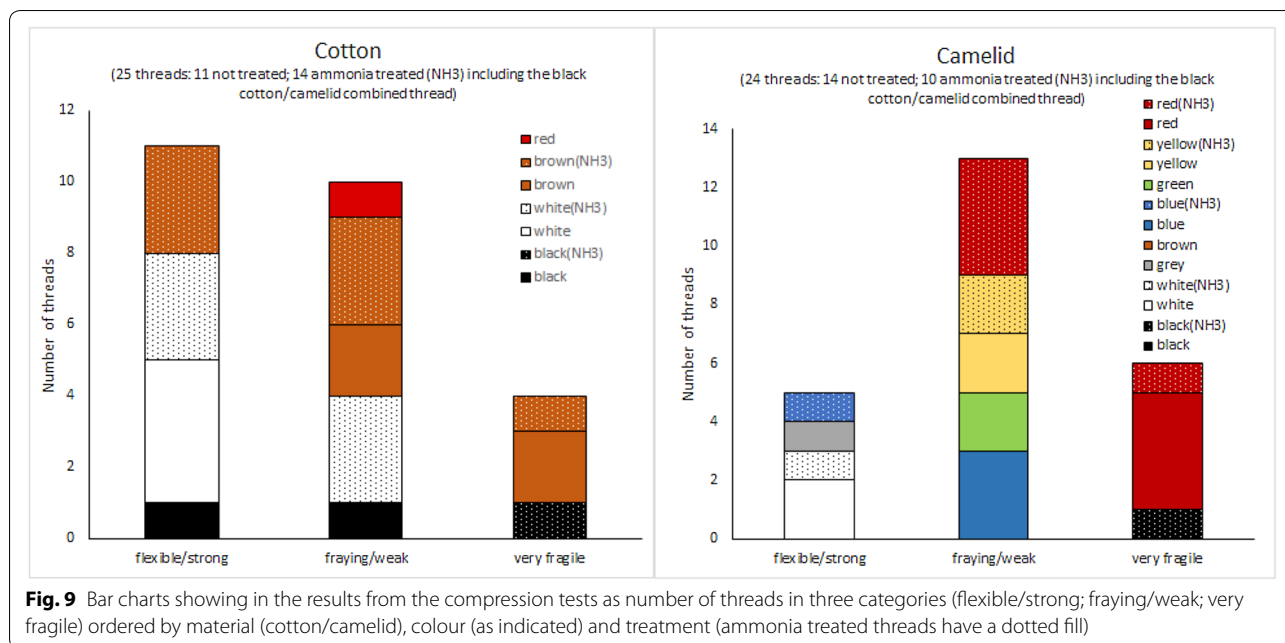 Cotton
(25 threads: 11 not treated; 14 ammonia treated (NH3) including the black
cotton/camelid combined thread)
12
10
8
6
4
2
0
Number of threads
red
brown(NH3)
brown
white(NH3)
white
black(NH3)
black
flexible/strong
fraying/weak
very fragile
Camelid
(24 threads: 14 not treated; 10 ammonia treated (NH3) including the black
cotton/camelid combined thread)
14
12
10
8
6
4
2
0
Number of threads
red(NH3)
red
yellow(NH3)
yellow
green
blue(NH3)
blue
brown
grey
white(NH3)
white
black(NH3)
black
flexible/strong
fraying/weak
very fragile
Fig. 9 Bar charts showing in the results from the compression tests as number of threads in three categories (flexible/strong; fraying/weak; very
fragile) ordered by material (cotton/camelid), colour (as indicated) and treatment (ammonia treated threads have a dotted fill)